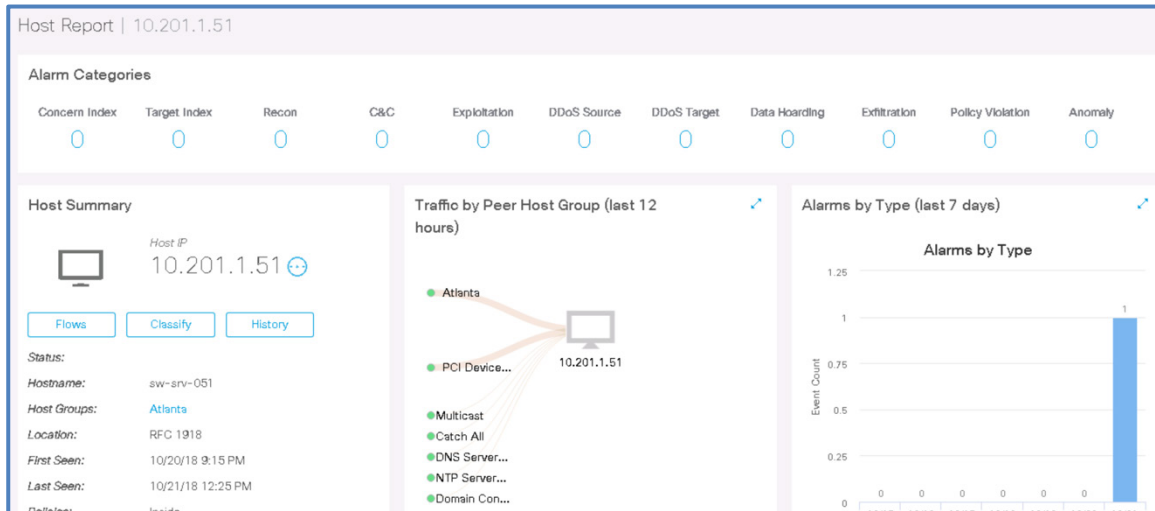 Host Report | 10.201.1.51
Alarm Categories
Concern Index Target Index Recon C&C Exploitation DDoS Source DDoS Target Data Hoarding Exfiltration Policy Violation Anomaly
0 0 0 0 0 0 0 0 0 0 0
Host Summary
Host IP
10.201.1.51
Flows Classify History
Status:
Hostname: sw-srv-051
Host Groups: Atlanta
Location: RFC 1918
First Seen: 10/20/18 9:15 PM
Last Seen: 10/21/18 12:25 PM
Policies: Inside
Traffic by Peer Host Group (last 12
hours)
Atlanta
PCI Device...
10.201.1.51
Multicast
Catch All
DNS Server...
NTP Server...
Domain Con...
Alarms by Type (last 7 days)
Alarms by Type
Event Count
1.25
1
0.75
0.5
0.25
0
0 0 0 0 0 0 1